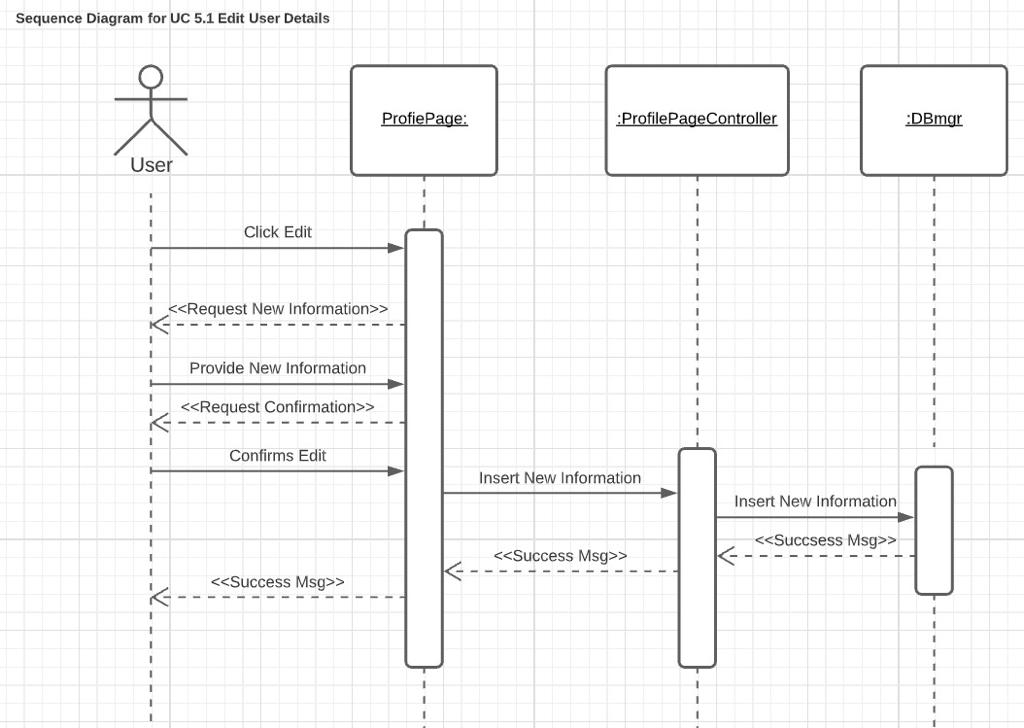 Sequence Diagram for UC 5.1 Edit User Details
User
ProfiePage:
:ProfilePageController
:DBmgr
Click Edit
<<Request New Information>>
Provide New Information
<<Request Confirmation>>
Confirms Edit
Insert New Information
Insert New Information
<<Succsess Msg>>
<<Success Msg>>
<<Success Msg>>